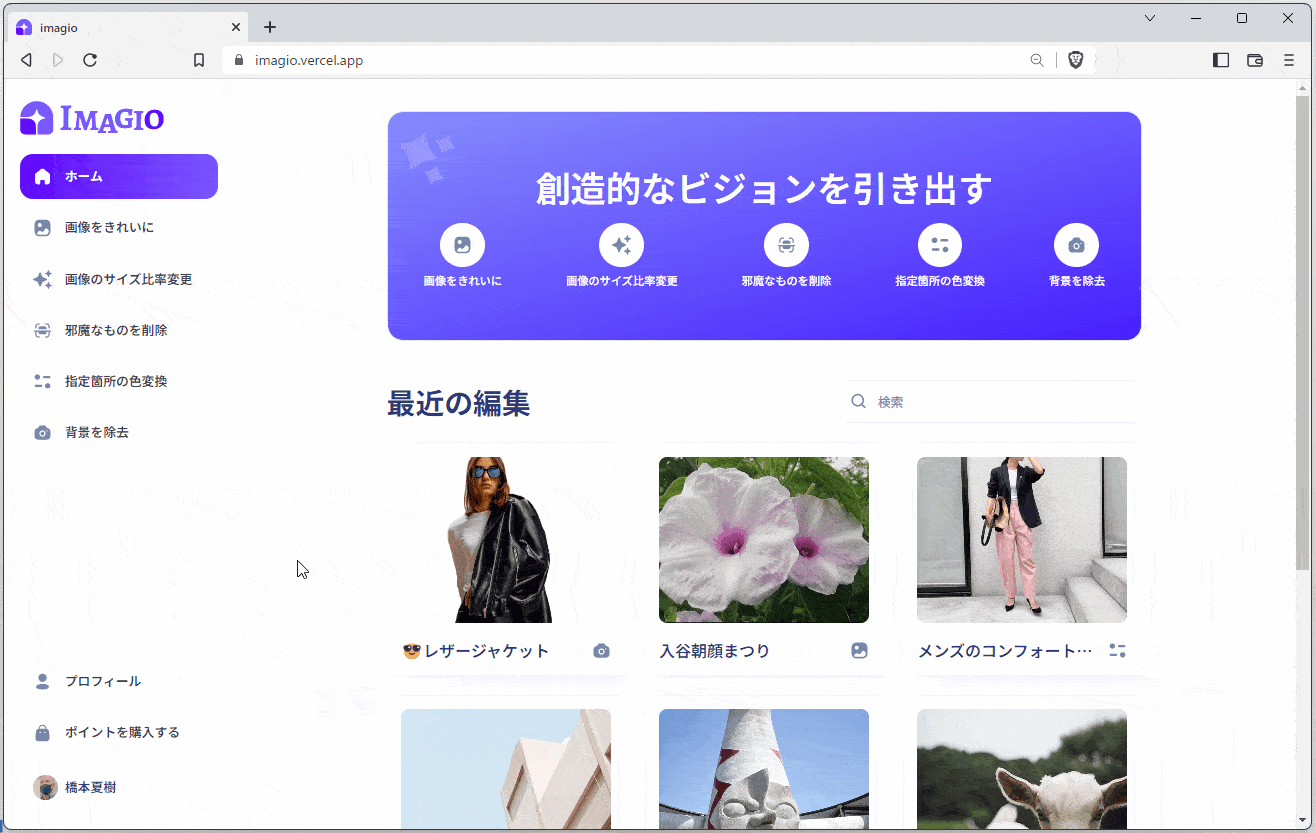 imagio
imagio.vercel.app
IMAGIO
ホーム
画像をきれいに
画像のサイズ比率変更
邪魔なものを削除
指定箇所の色変換
背景を除去
プロフィール
ポイントを購入する
橋本夏樹
創造的なビジョンを引き出す
画像をきれいに
画像のサイズ比率変更
邪魔なものを削除
指定箇所の色変換
背景を除去
最近の編集
検索
😎レザージャケット
入谷朝顔まつり
メンズのコンフォート…